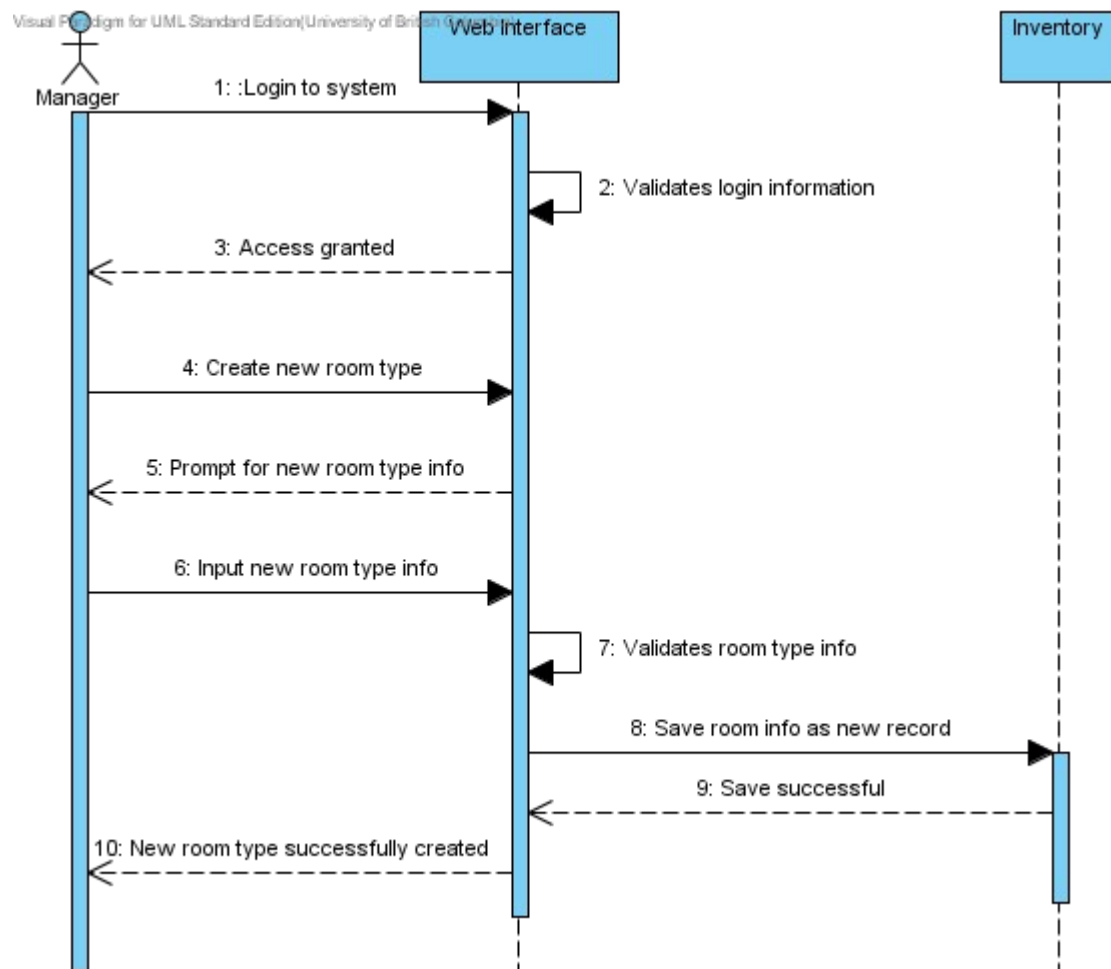 Visual Paradigm for UML Standard Edition(University of British Columbia)
Web Interface
Inventory
Manager
1: :Login to system
2: Validates login information
3: Access granted
4: Create new room type
5: Prompt for new room type info
6: Input new room type info
7: Validates room type info
8: Save room info as new record
9: Save successful
10: New room type successfully created